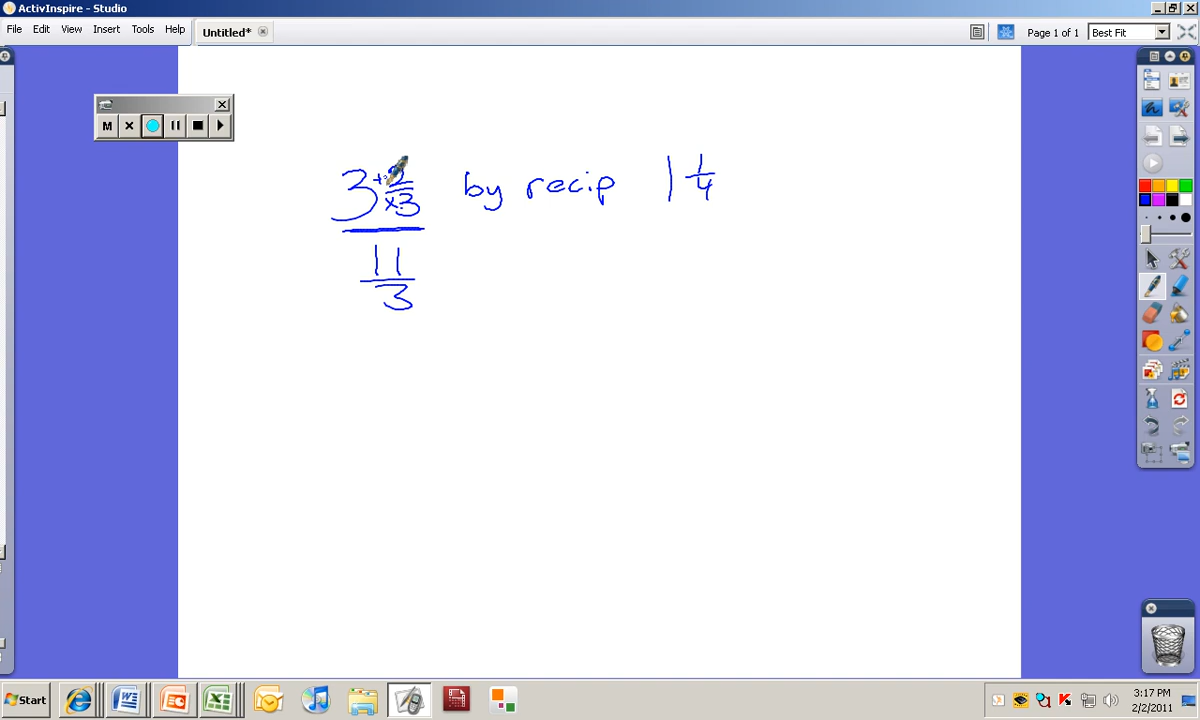 ActivInspire - Studio
File Edit View Insert Tools Help
Untitled*
Page 1 of 1
Best Fit
M
3 + 2/×3 by recip 1 1/4
11/3
Start
3:17 PM
2/2/2011